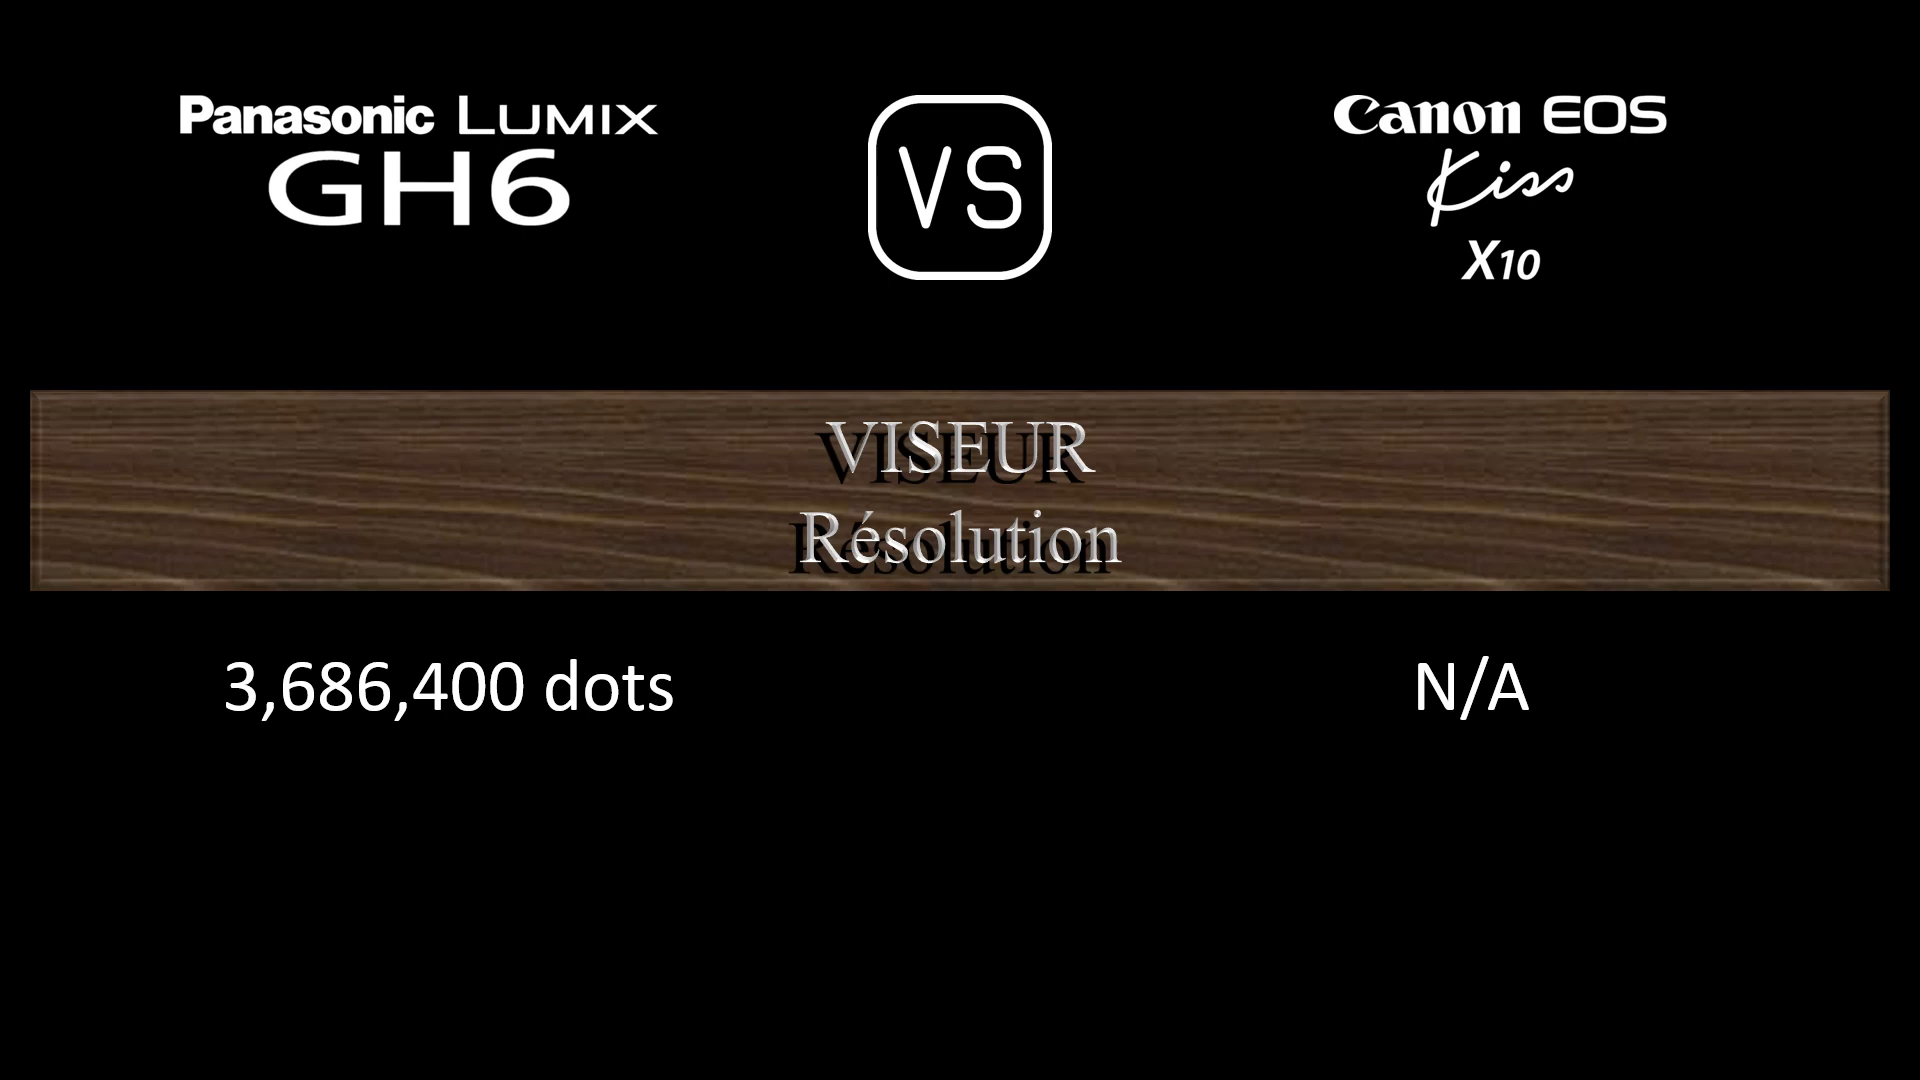 Panasonic LUMIX
GH6
VS
Canon EOS
Kiss
X10
VISEUR
Résolution
3,686,400 dots
N/A